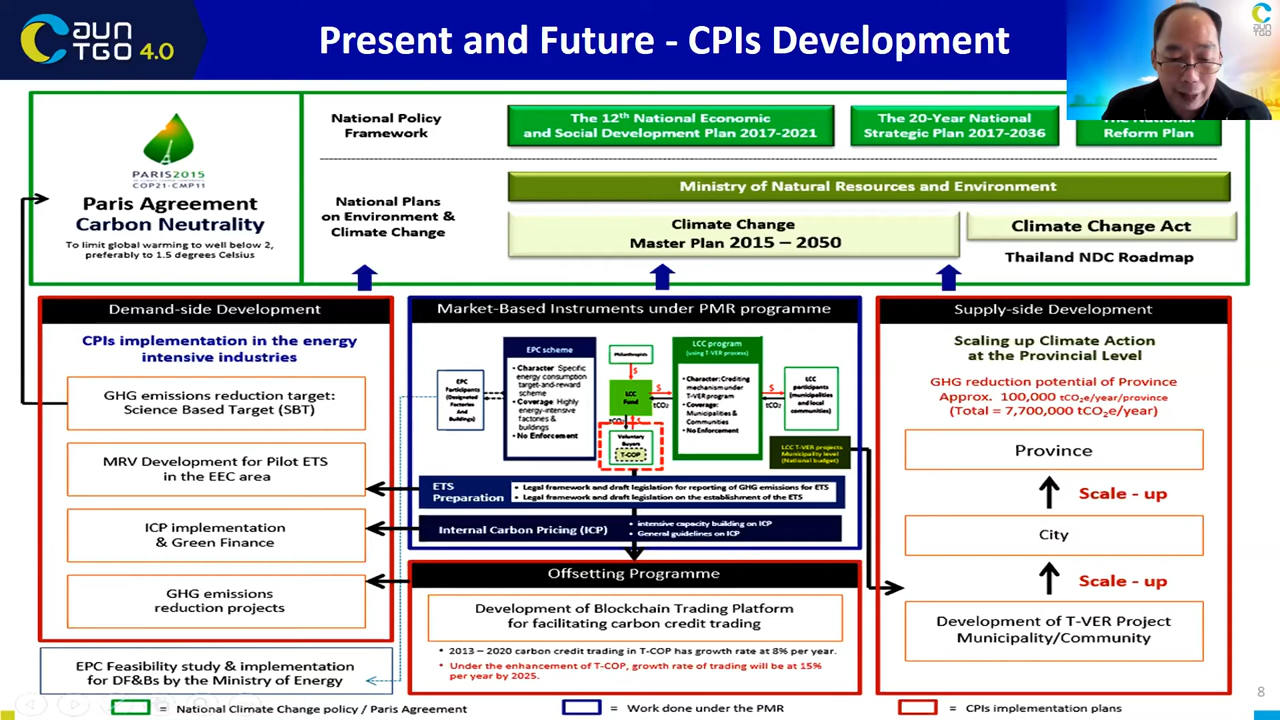 aun
TGO 4.0
Present and Future - CPIs Development
PARIS2015
COP21·CMP11
Paris Agreement
Carbon Neutrality
To limit global warming to well below 2,
preferably to 1.5 degrees Celsius
National Policy
Framework
The 12th National Economic
and Social Development Plan 2017-2021
The 20-Year National
Strategic Plan 2017-2036
The National
Reform Plan
National Plans
on Environment &
Climate Change
Ministry of Natural Resources and Environment
Climate Change
Master Plan 2015 – 2050
Climate Change Act
Thailand NDC Roadmap
Demand-side Development
CPIs implementation in the energy
intensive industries
GHG emissions reduction target:
Science Based Target (SBT)
MRV Development for Pilot ETS
in the EEC area
ICP implementation
& Green Finance
GHG emissions
reduction projects
EPC Feasibility study & implementation
for DF&Bs by the Ministry of Energy
Market-Based Instruments under PMR programme
EPC
Participants
(Designated
Factories
And
Buildings)
EPC scheme
• Character: Specific
energy consumption
target-and-reward
scheme
• Coverage: Highly
energy-intensive
factories &
buildings
• No Enforcement
Philanthropists
$
LCC
Fund
$
tCO2
tCO2
$
Voluntary
Buyers
T-COP
LCC program
(using T-VER process)
• Character: Crediting
mechanism under
T-VER program
• Coverage:
Municipalities &
Communities
• No Enforcement
$
tCO2
LCC
participants
(municipalities
and local
communities)
LCC T-VER projects
Municipality level
(National budget)
ETS
Preparation
• Legal framework and draft legislation for reporting of GHG emissions for ETS
• Legal framework and draft legislation on the establishment of the ETS
Internal Carbon Pricing (ICP)
• intensive capacity building on ICP
• General guidelines on ICP
Offsetting Programme
Development of Blockchain Trading Platform
for facilitating carbon credit trading
• 2013 – 2020 carbon credit trading in T-COP has growth rate at 8% per year.
• Under the enhancement of T-COP, growth rate of trading will be at 15%
per year by 2025.
Supply-side Development
Scaling up Climate Action
at the Provincial Level
GHG reduction potential of Province
Approx. 100,000 tCO2e/year/province
(Total = 7,700,000 tCO2e/year)
Province
Scale - up
City
Scale - up
Development of T-VER Project
Municipality/Community
8
= National Climate Change policy / Paris Agreement
= Work done under the PMR
= CPIs implementation plans